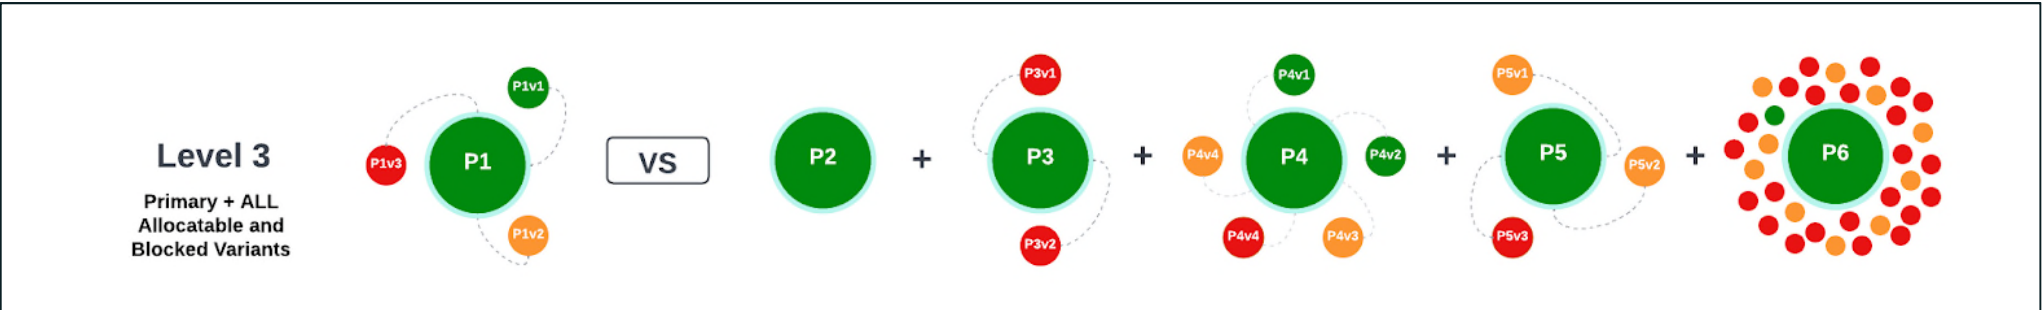 Level 3
Primary + ALL
Allocatable and
Blocked Variants
P1
P1v1
P1v2
P1v3
VS
P2
+
P3
P3v1
P3v2
+
P4
P4v1
P4v2
P4v3
P4v4
P4v4
+
P5
P5v1
P5v2
P5v3
+
P6